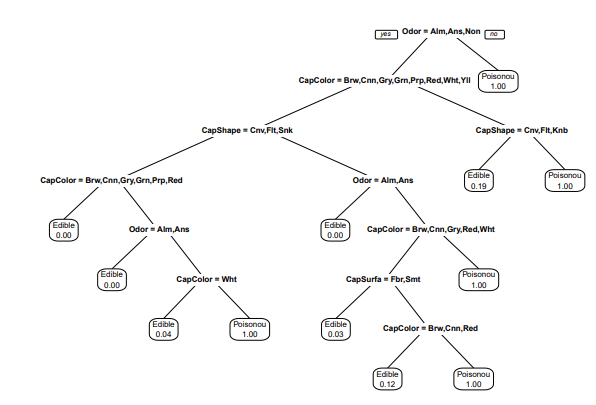 yes Odor = Alm,Ans,Non no
CapColor = Brw,Cnn,Gry,Grn,Prp,Red,Wht,Yll
Poisonou
1.00
CapShape = Cnv,Flt,Snk
CapShape = Cnv,Flt,Knb
CapColor = Brw,Cnn,Gry,Grn,Prp,Red
Odor = Alm,Ans
Edible
0.19
Poisonou
1.00
Edible
0.00
Odor = Alm,Ans
Edible
0.00
CapColor = Brw,Cnn,Gry,Red,Wht
Edible
0.00
CapColor = Wht
CapSurfa = Fbr,Smt
Poisonou
1.00
Edible
0.04
Poisonou
1.00
Edible
0.03
CapColor = Brw,Cnn,Red
Edible
0.12
Poisonou
1.00